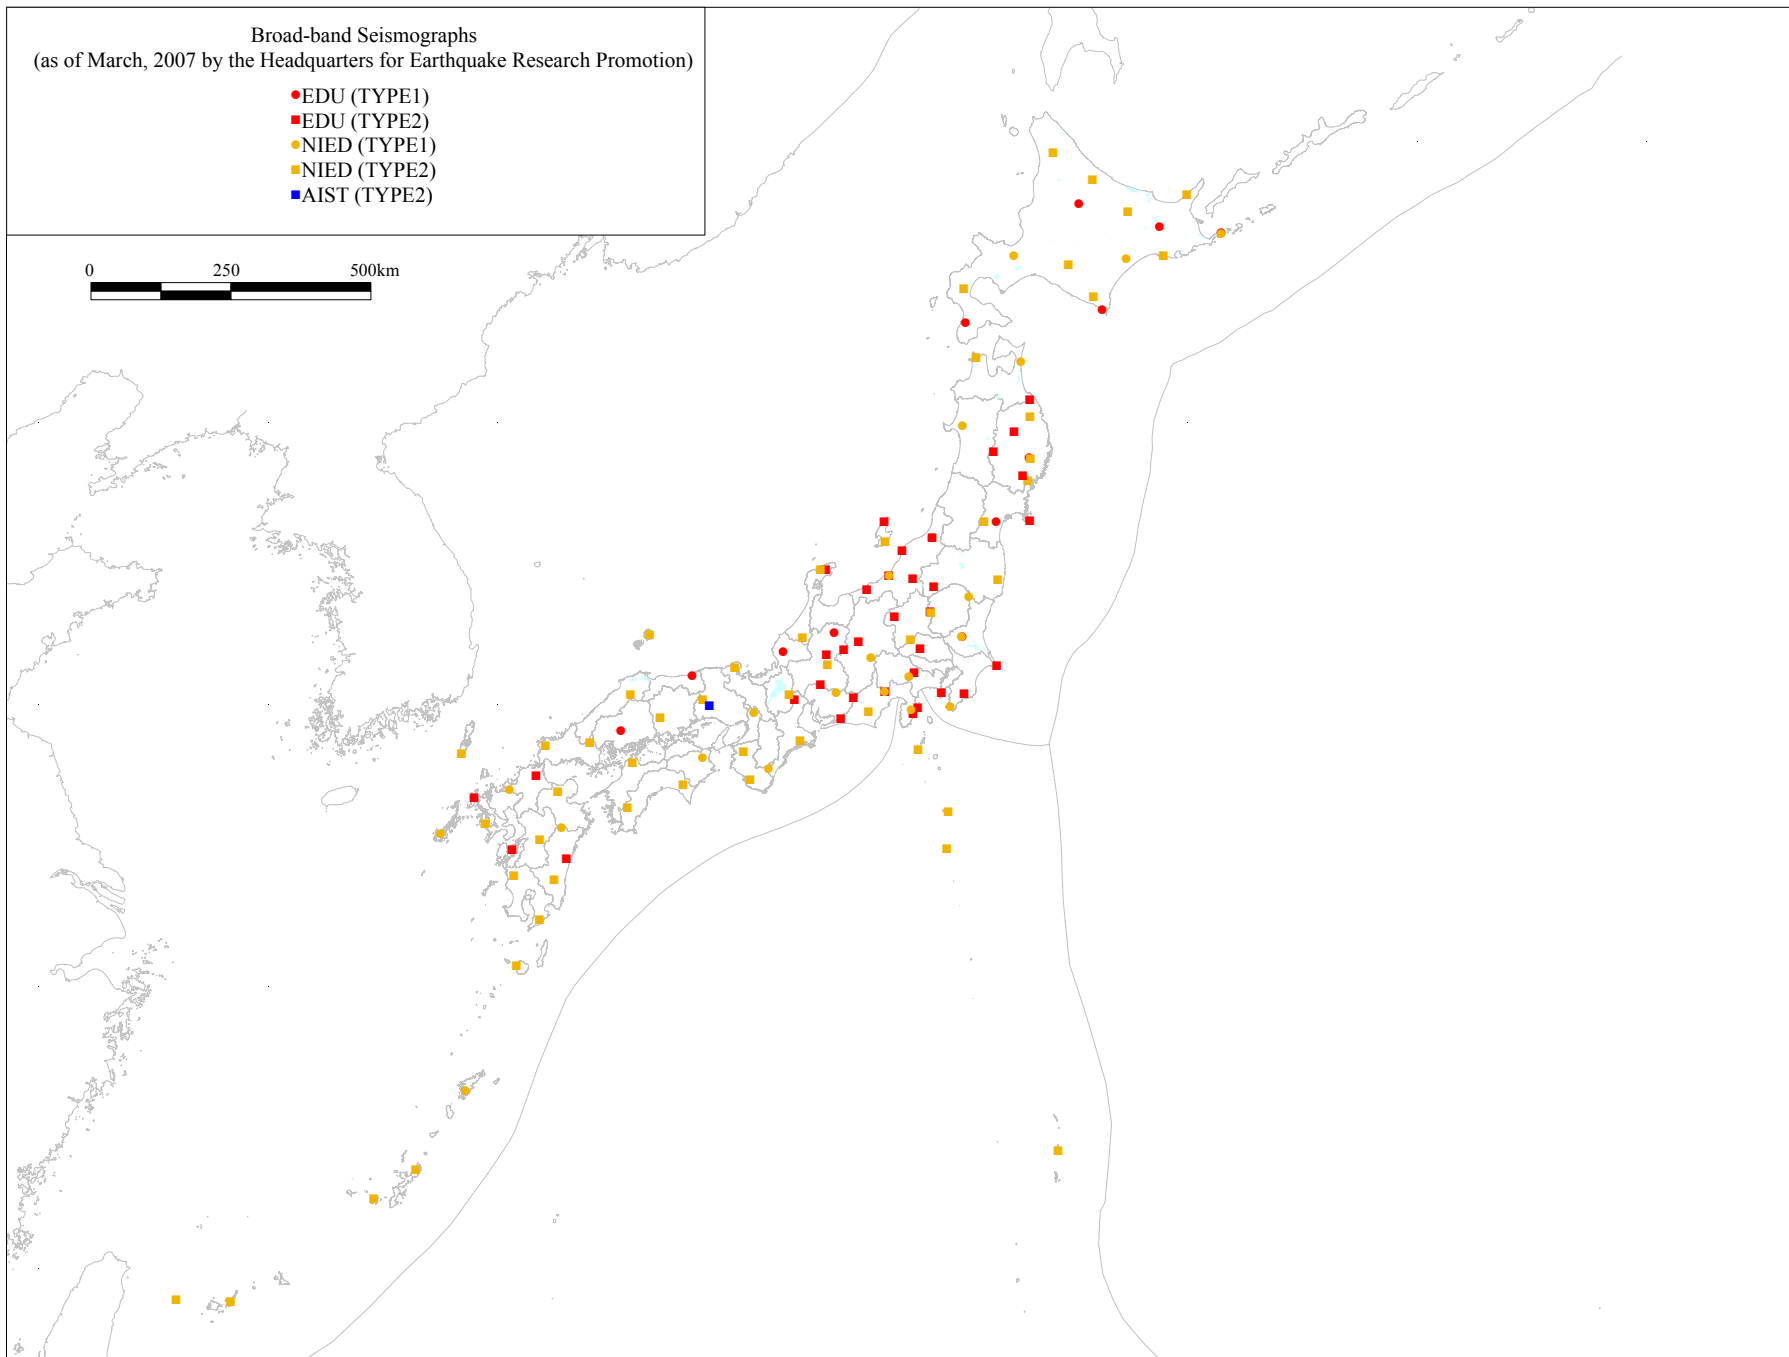 Broad-band Seismographs
(as of March, 2007 by the Headquarters for Earthquake Research Promotion)
EDU (TYPE1)
EDU (TYPE2)
NIED (TYPE1)
NIED (TYPE2)
AIST (TYPE2)
0 250 500km